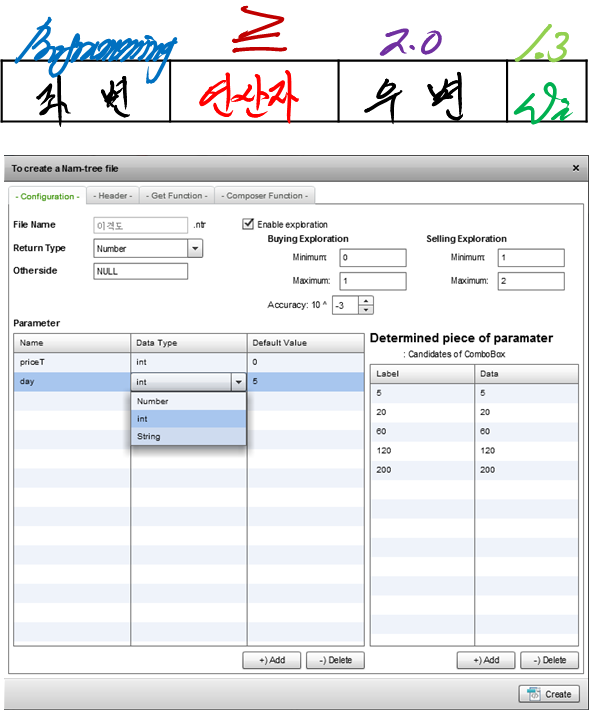 Programming ≥ 2.0 1.3
좌 변 연산자 우 변
To create a Nam-tree file ×
- Configuration - - Header - - Get Function - - Composer Function -
File Name 이격도 .ntr Enable exploration
Return Type Number Buying Exploration Selling Exploration
Otherside NULL Minimum: 0 Minimum: 1
Maximum: 1 Maximum: 2
Accuracy: 10 ^ -3
Parameter
Determined piece of paramater
: Candidates of ComboBox
Name Data Type Default Value
priceT int 0
day int 5
Number
int
String
Label Data
5 5
20 20
60 60
120 120
200 200
+) Add -) Delete +) Add -) Delete
Create